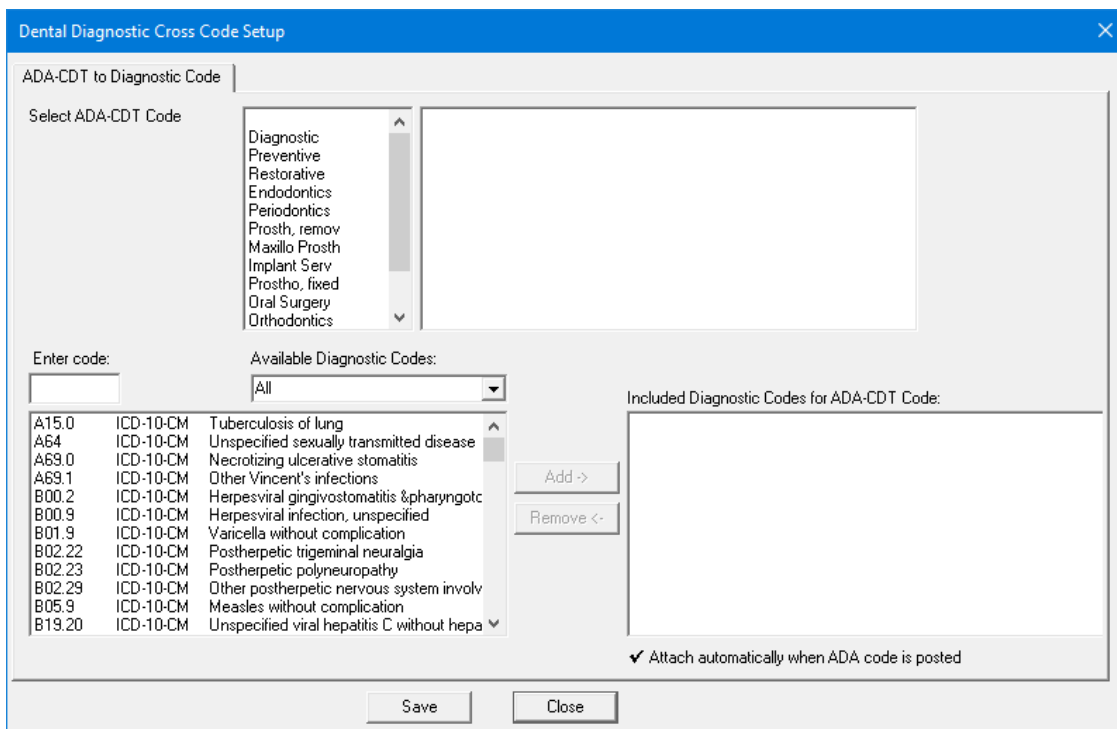 Dental Diagnostic Cross Code Setup
ADA-CDT to Diagnostic Code
Select ADA-CDT Code
Diagnostic
Preventive
Restorative
Endodontics
Periodontics
Prosth, remov
Maxillo Prosth
Implant Serv
Prostho, fixed
Oral Surgery
Orthodontics
Enter code:
Available Diagnostic Codes:
All
A15.0 ICD-10-CM Tuberculosis of lung
A64 ICD-10-CM Unspecified sexually transmitted disease
A69.0 ICD-10-CM Necrotizing ulcerative stomatitis
A69.1 ICD-10-CM Other Vincent's infections
B00.2 ICD-10-CM Herpesviral gingivostomatitis &pharyngotc
B00.9 ICD-10-CM Herpesviral infection, unspecified
B01.9 ICD-10-CM Varicella without complication
B02.22 ICD-10-CM Postherpetic trigeminal neuralgia
B02.23 ICD-10-CM Postherpetic polyneuropathy
B02.29 ICD-10-CM Other postherpetic nervous system involv
B05.9 ICD-10-CM Measles without complication
B19.20 ICD-10-CM Unspecified viral hepatitis C without hepa
Add ->
Remove <-
Included Diagnostic Codes for ADA-CDT Code:
Attach automatically when ADA code is posted
Save
Close